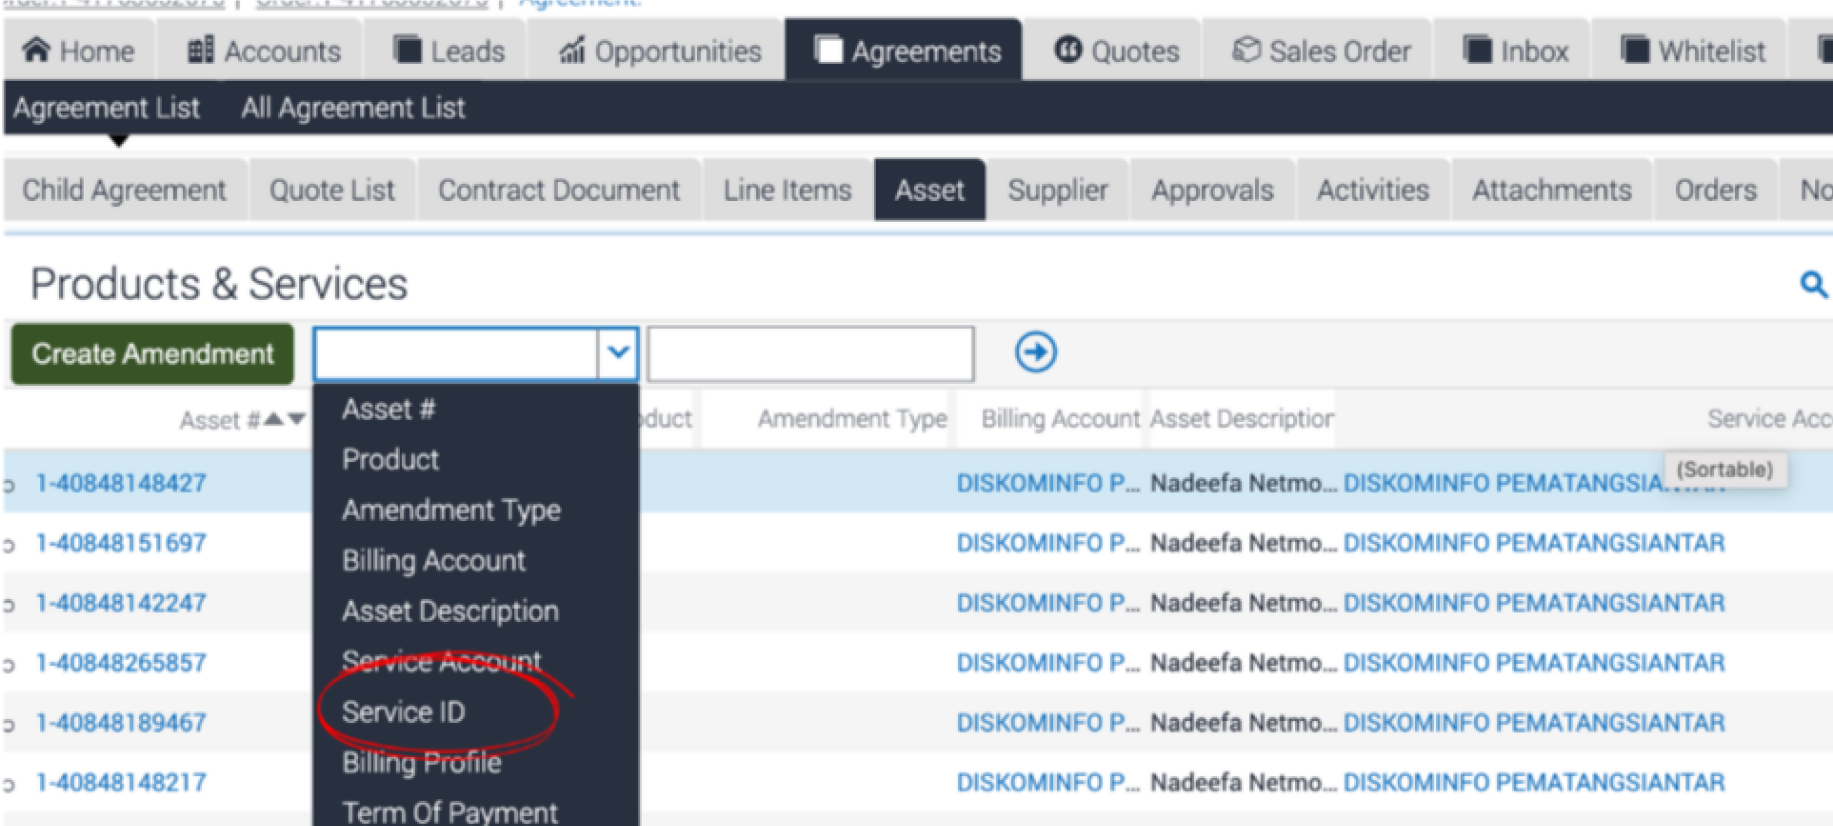 Agreement:
Home Accounts Leads Opportunities Agreements Quotes Sales Order Inbox Whitelist
Agreement List All Agreement List
Child Agreement Quote List Contract Document Line Items Asset Supplier Approvals Activities Attachments Orders No
Products & Services
Create Amendment
Asset #
Product
Amendment Type
Billing Account
Asset Description
Service Account
Service ID
Billing Profile
Term Of Payment
Asset # oduct Amendment Type Billing Account Asset Description Service Acc
(Sortable)
1-40848148427 DISKOMINFO P... Nadeefa Netmo... DISKOMINFO PEMATANGSIANTAR
1-40848151697 DISKOMINFO P... Nadeefa Netmo... DISKOMINFO PEMATANGSIANTAR
1-40848142247 DISKOMINFO P... Nadeefa Netmo... DISKOMINFO PEMATANGSIANTAR
1-40848265857 DISKOMINFO P... Nadeefa Netmo... DISKOMINFO PEMATANGSIANTAR
1-40848189467 DISKOMINFO P... Nadeefa Netmo... DISKOMINFO PEMATANGSIANTAR
1-40848148217 DISKOMINFO P... Nadeefa Netmo... DISKOMINFO PEMATANGSIANTAR